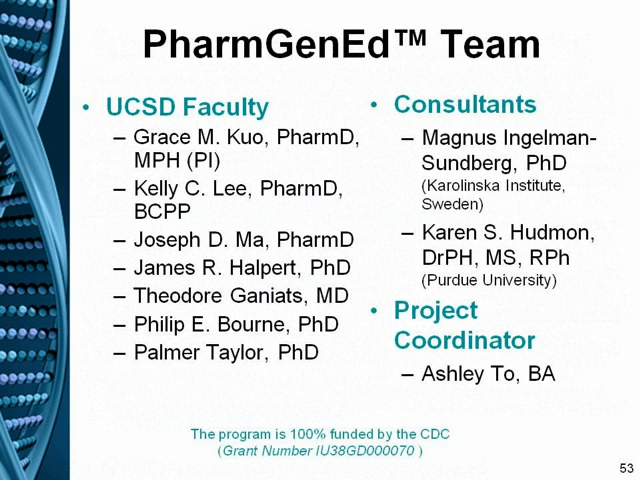 PharmGenEd™ Team
• UCSD Faculty
– Grace M. Kuo, PharmD,
MPH (PI)
– Kelly C. Lee, PharmD,
BCPP
– Joseph D. Ma, PharmD
– James R. Halpert, PhD
– Theodore Ganiats, MD
– Philip E. Bourne, PhD
– Palmer Taylor, PhD
• Consultants
– Magnus Ingelman-
Sundberg, PhD
(Karolinska Institute,
Sweden)
– Karen S. Hudmon,
DrPH, MS, RPh
(Purdue University)
• Project
Coordinator
– Ashley To, BA
The program is 100% funded by the CDC
(Grant Number IU38GD000070 )
53